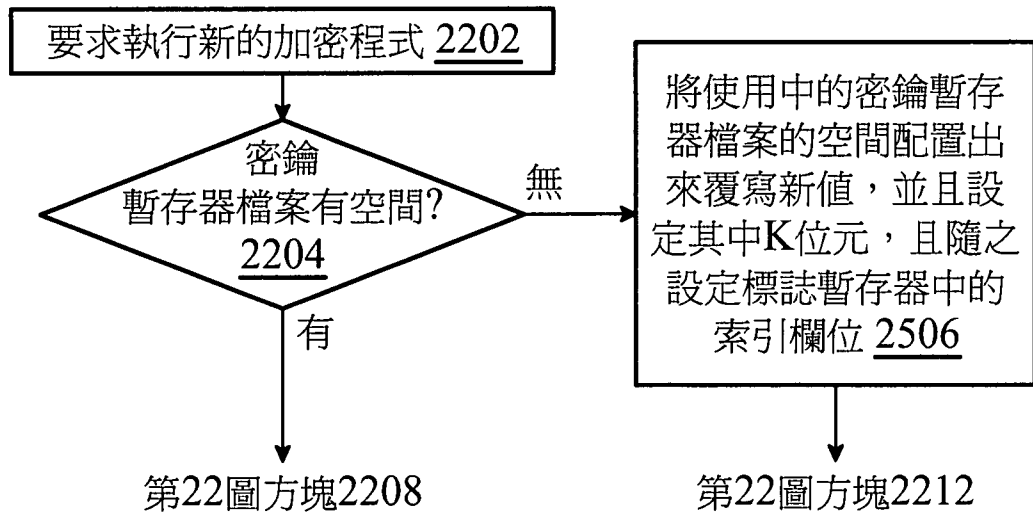 要求執行新的加密程式 2202
密鑰
暫存器檔案有空間?
2204
無
有
將使用中的密鑰暫存
器檔案的空間配置出
來覆寫新值，並且設
定其中K位元，且隨之
設定標誌暫存器中的
索引欄位 2506
第22圖方塊2208
第22圖方塊2212